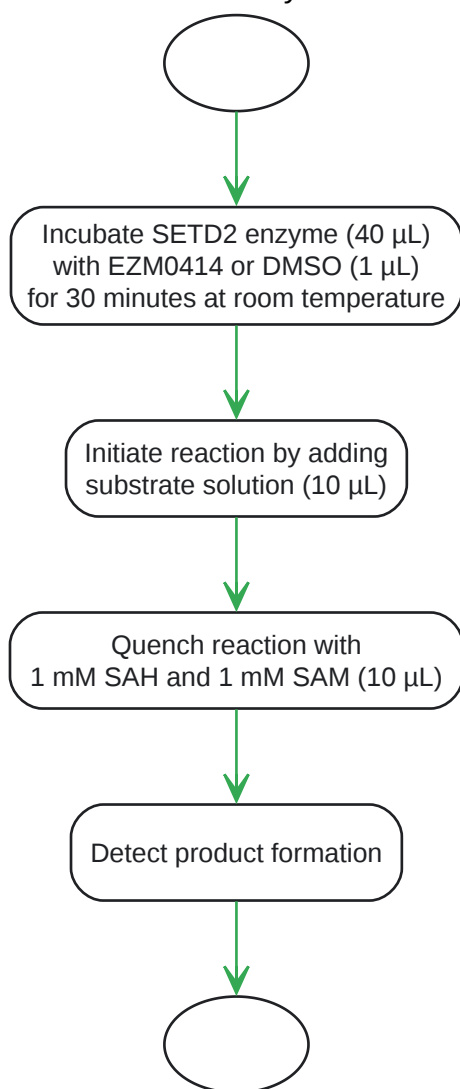 Incubate SETD2 enzyme (40 µL)
with EZM0414 or DMSO (1 µL)
for 30 minutes at room temperature
Initiate reaction by adding
substrate solution (10 µL)
Quench reaction with
1 mM SAH and 1 mM SAM (10 µL)
Detect product formation